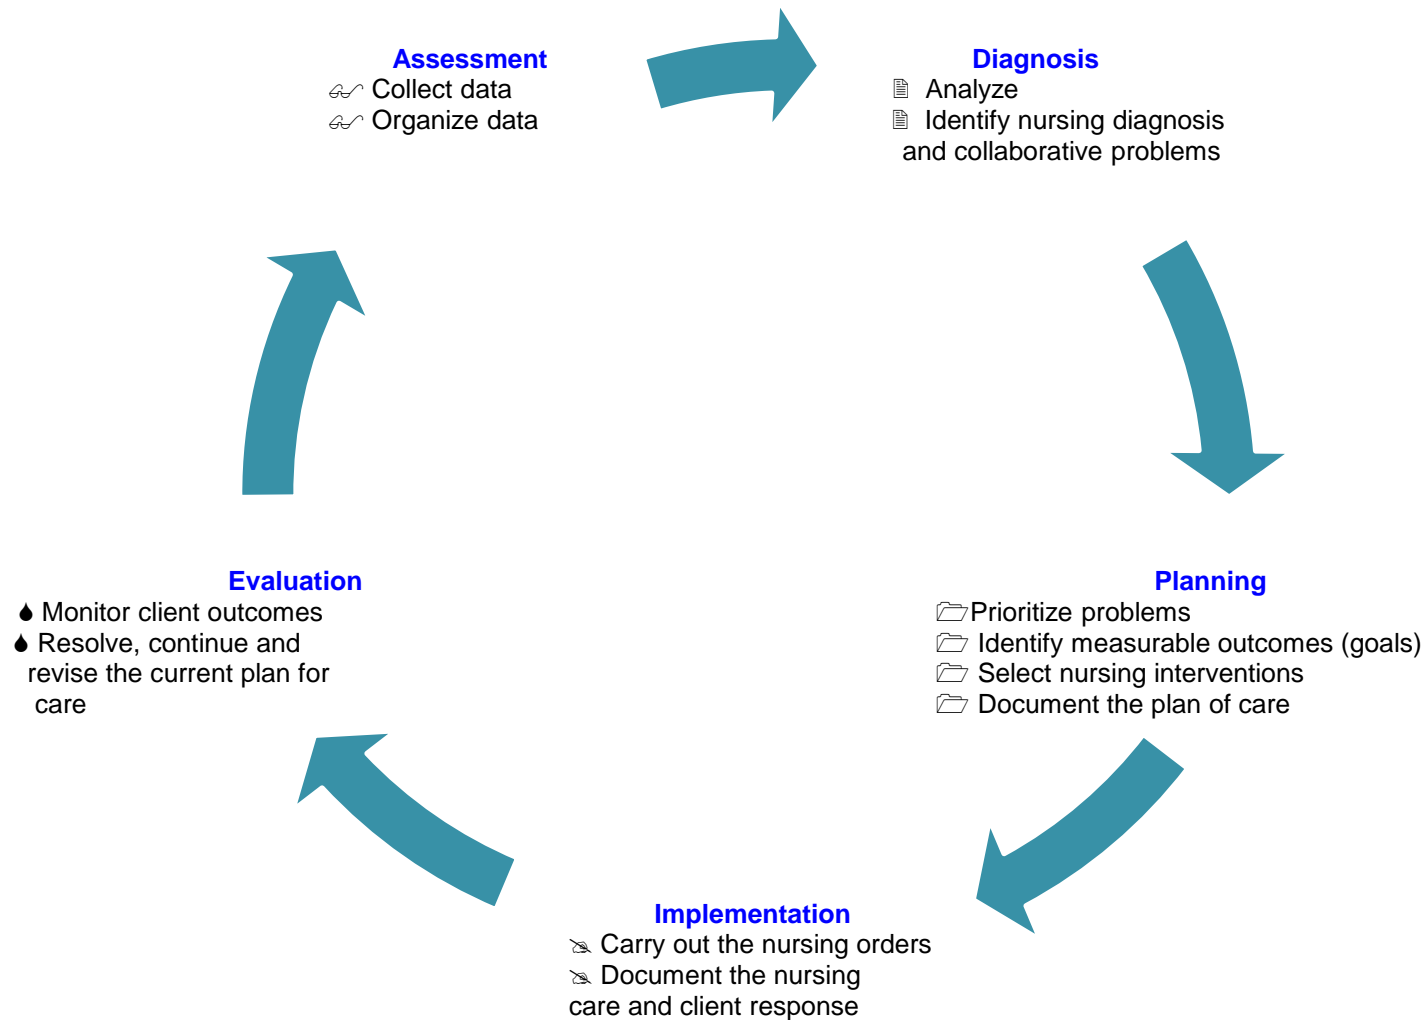 Assessment
Collect data
Organize data
Diagnosis
Analyze
Identify nursing diagnosis
and collaborative problems
Planning
Prioritize problems
Identify measurable outcomes (goals)
Select nursing interventions
Document the plan of care
Implementation
Carry out the nursing orders
Document the nursing
care and client response
Evaluation
Monitor client outcomes
Resolve, continue and
revise the current plan for
care